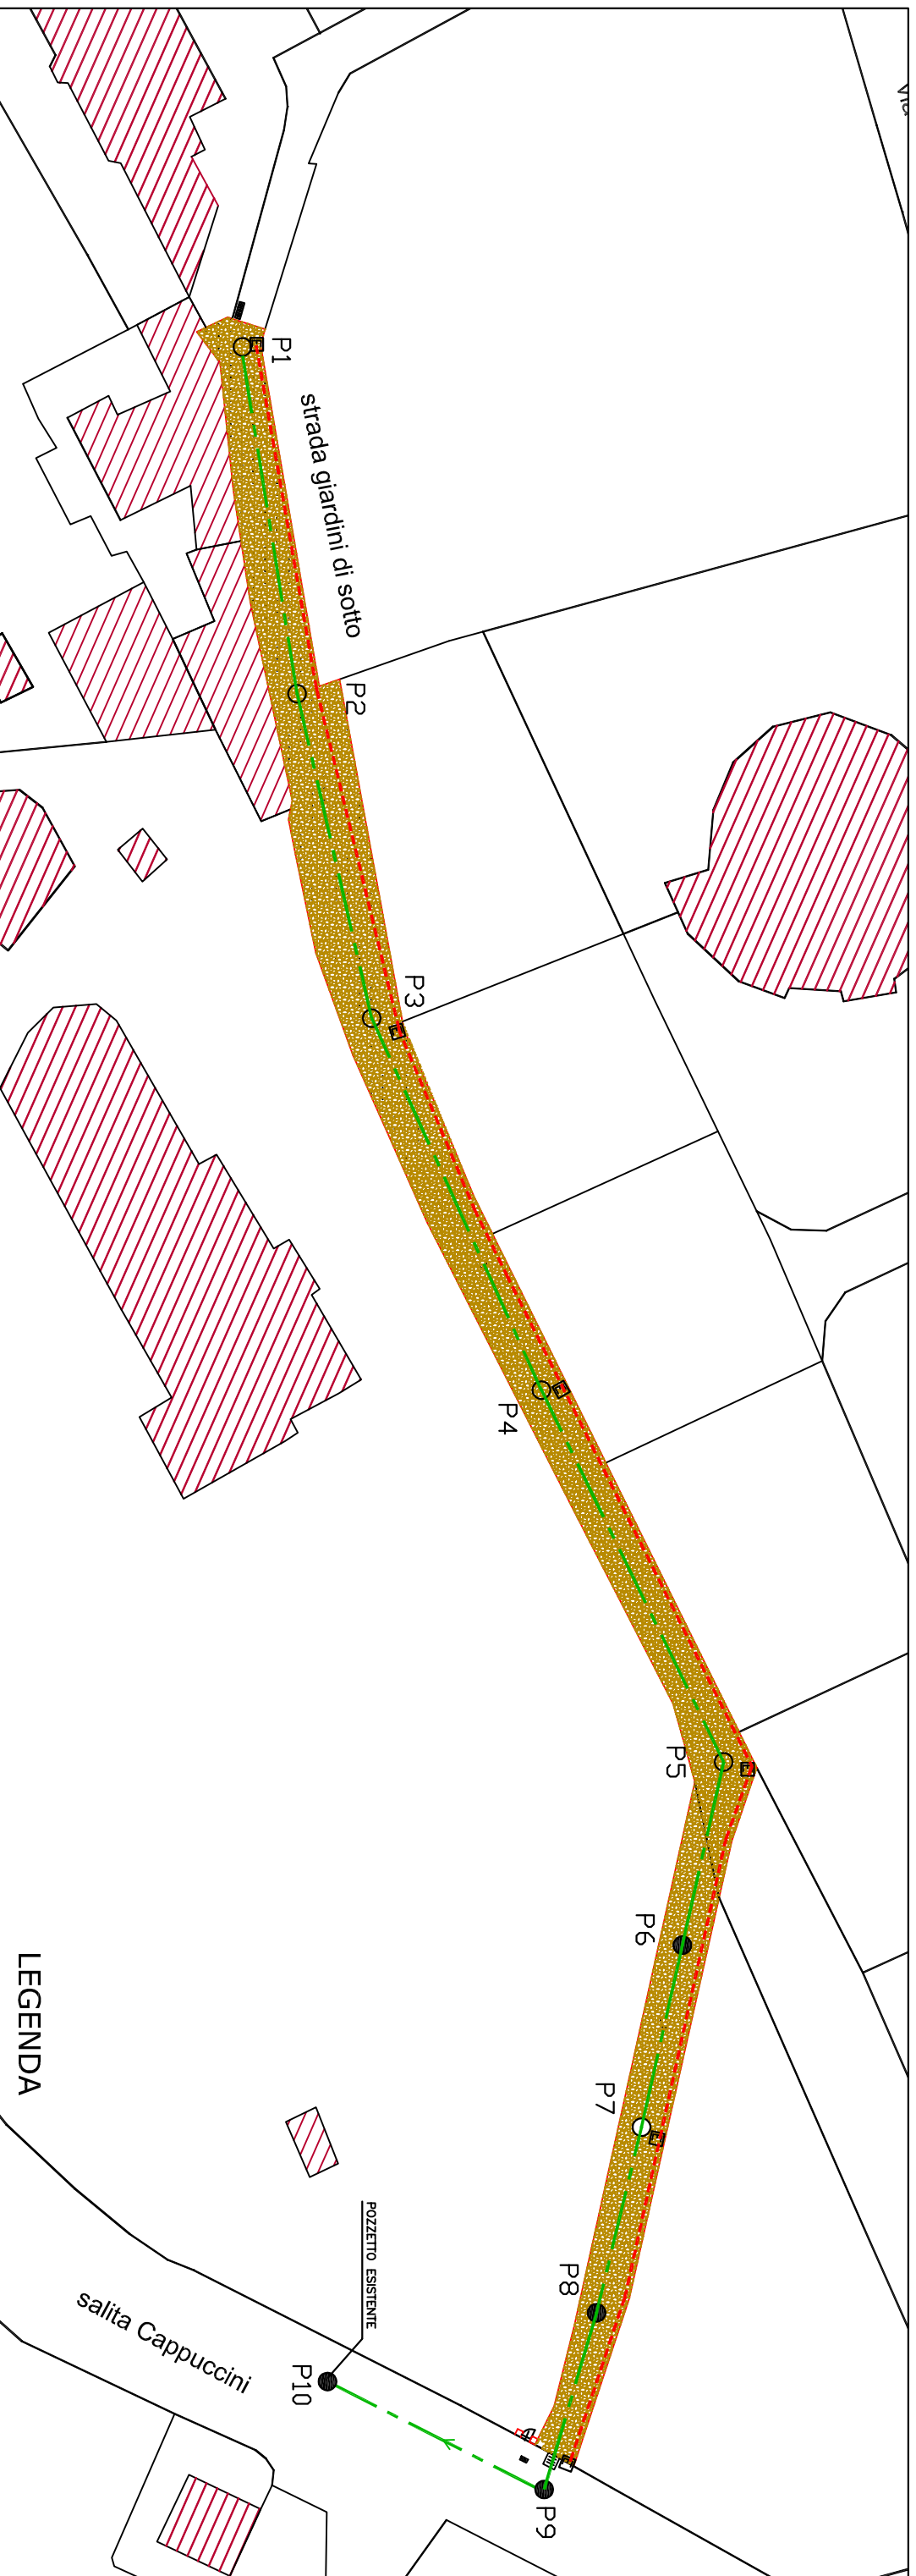 P1
strada giardini di sotto
P2
P3
P4
P5
P6
P7
P8
P9
P10
POZZETTO ESISTENTE
salita Cappuccini
LEGENDA
E
E
E
E
E
E